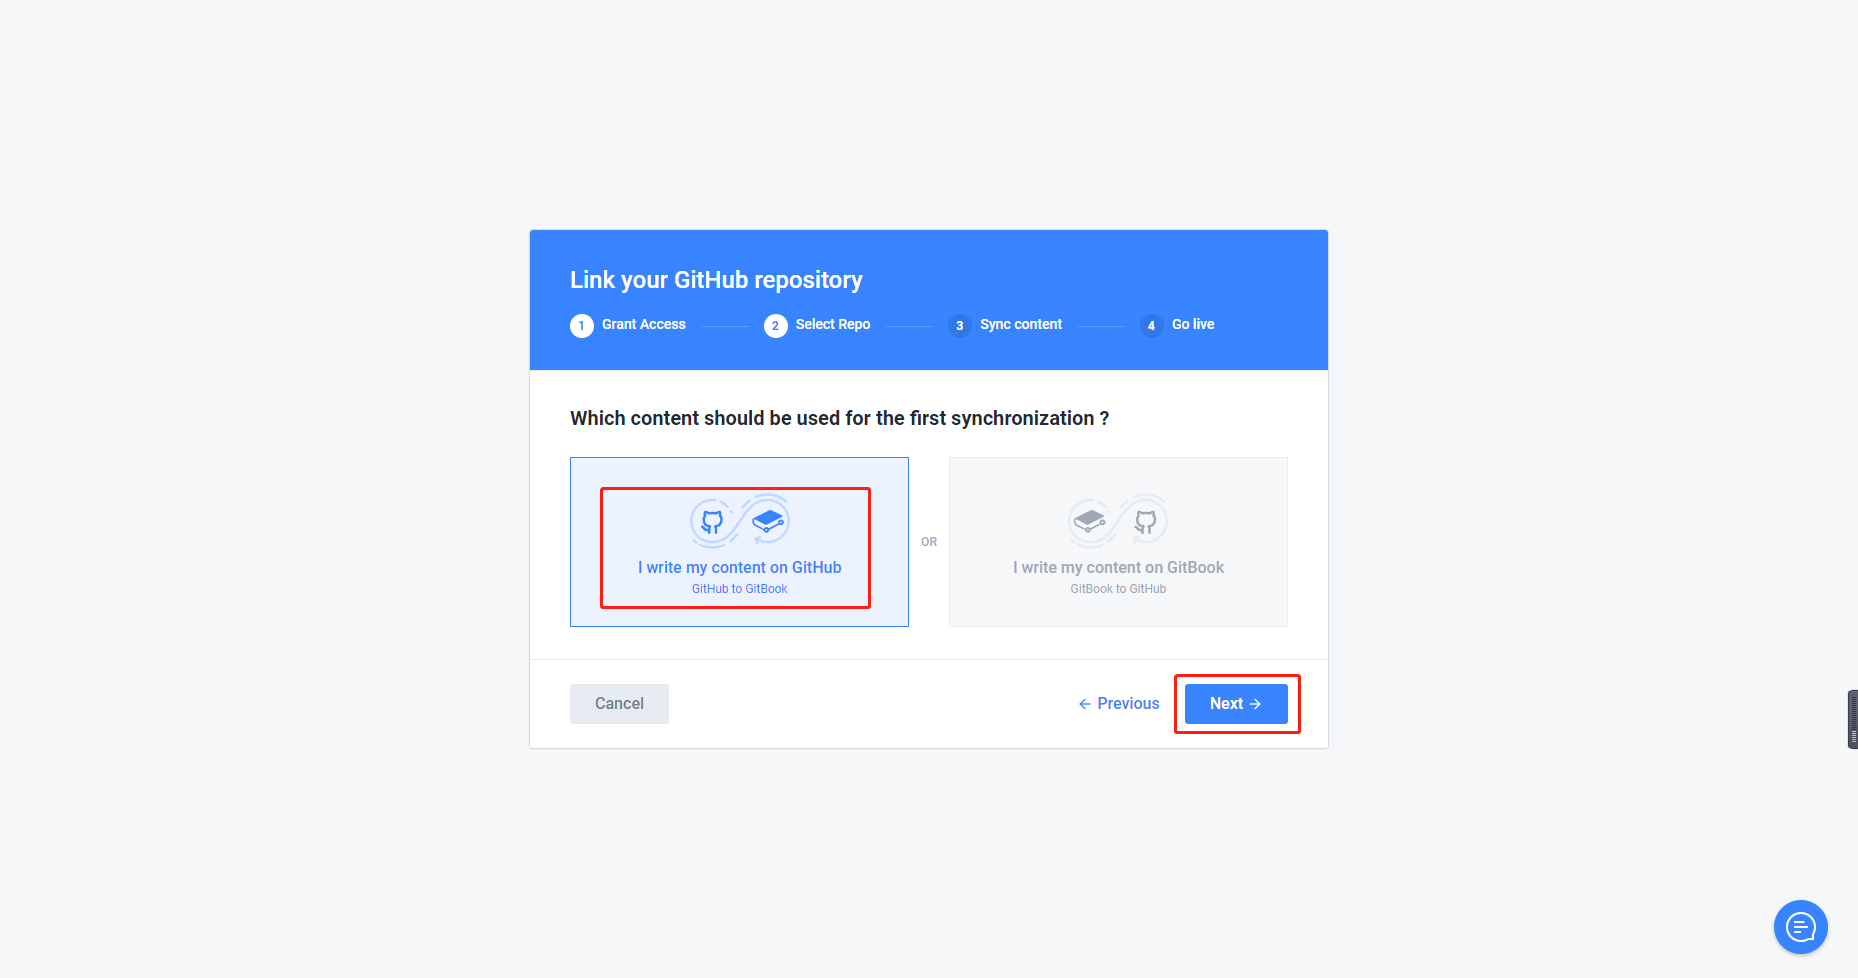 Link your GitHub repository
1 Grant Access 2 Select Repo 3 Sync content 4 Go live
Which content should be used for the first synchronization ?
I write my content on GitHub
GitHub to GitBook
OR
I write my content on GitBook
GitBook to GitHub
Cancel
← Previous
Next →